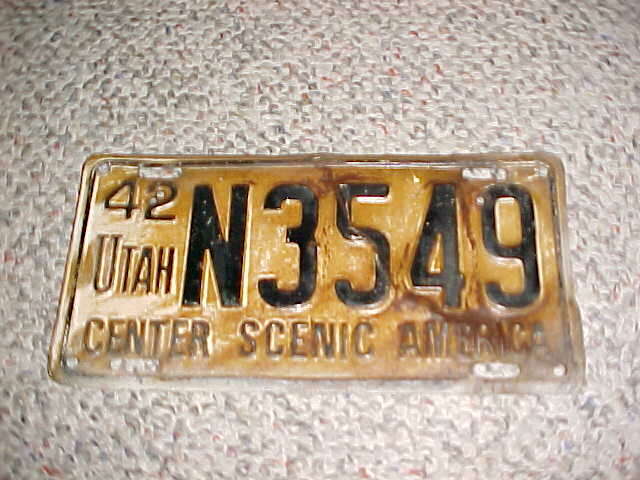 42
UTAH
N3549
CENTER SCENIC AMERICA